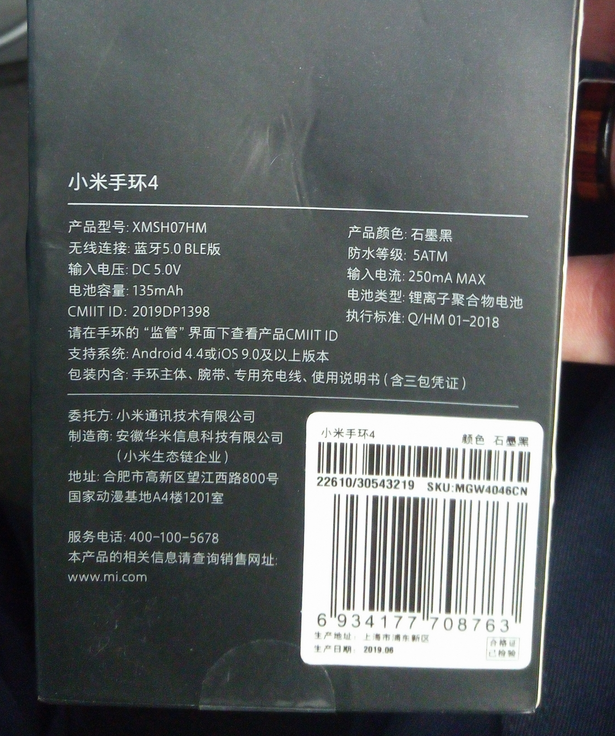 小米手环4
产品型号: XMSH07HM
产品颜色: 石墨黑
无线连接: 蓝牙5.0 BLE版
防水等级: 5ATM
输入电压: DC 5.0V
输入电流: 250mA MAX
电池容量: 135mAh
电池类型: 锂离子聚合物电池
CMIIT ID: 2019DP1398
执行标准: Q/HM 01-2018
请在手环的“监管”界面下查看产品CMIIT ID
支持系统: Android 4.4或iOS 9.0及以上版本
包装内含: 手环主体、腕带、专用充电线、使用说明书(含三包凭证)
委托方: 小米通讯技术有限公司
制造商: 安徽华米信息科技有限公司
(小米生态链企业)
地址: 合肥市高新区望江西路800号
国家动漫基地A4楼1201室
服务电话: 400-100-5678
本产品的相关信息请查询销售网址:
www.mi.com
小米手环4 颜色 石墨黑
22610/30543219 SKU:MGW4046CN
6 934177 708763
生产地址: 上海市浦东新区
生产日期: 2019.06
合格证
已检验